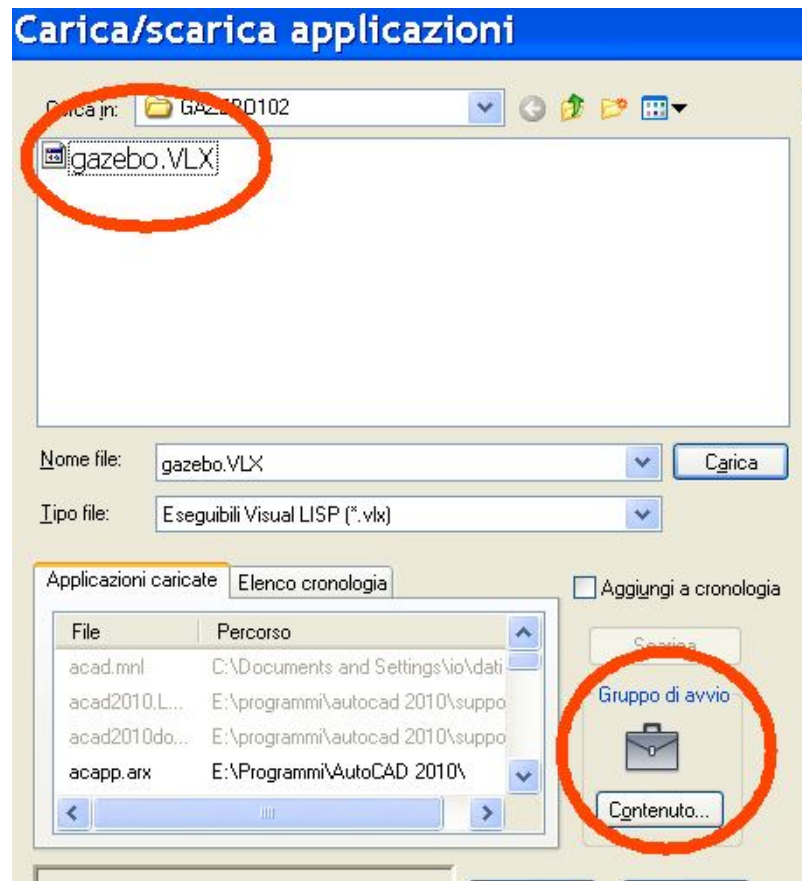 Carica/scarica applicazioni
Cerca in: GAZEBO102
gazebo.VLX
Nome file: gazebo.VLX Carica
Tipo file: Eseguibili Visual LISP (*.vlx)
Applicazioni caricate Elenco cronologia Aggiungi a cronologia
File Percorso Scarica
acad.mnl C:\Documents and Settings\io\dati
acad2010.L... E:\programmi\autocad 2010\suppo
Gruppo di avvio
acad2010do... E:\programmi\autocad 2010\suppo
acapp.arx E:\Programmi\AutoCAD 2010\
Contenuto...